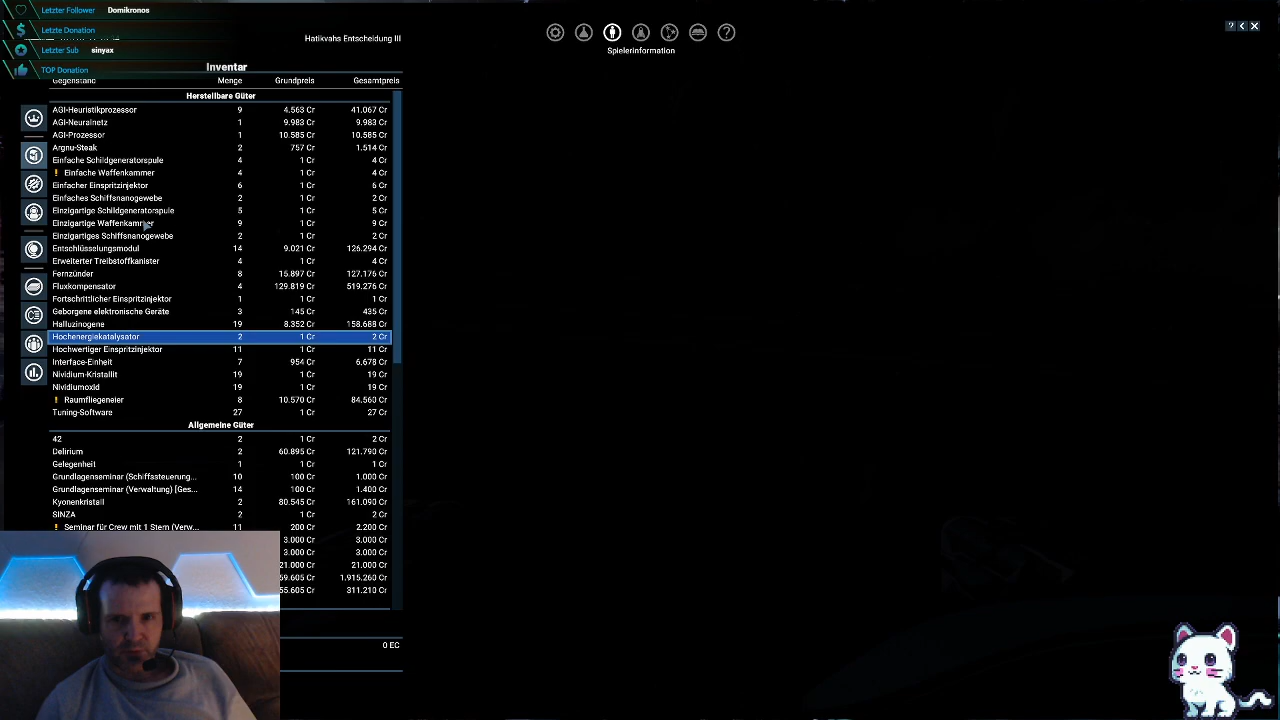 Letzter Follower Domikronos
Letzte Donation
Letzter Sub sinyax
TOP Donation
Hatikvahs Entscheidung III
Spielerinformation
? < X
Inventar
Gegenstand Menge Grundpreis Gesamtpreis
Herstellbare Güter
AGI-Heuristikprozessor 9 4.563 Cr 41.067 Cr
AGI-Neuralnetz 1 9.983 Cr 9.983 Cr
AGI-Prozessor 1 10.585 Cr 10.585 Cr
Argnu-Steak 2 757 Cr 1.514 Cr
Einfache Schildgeneratorspule 4 1 Cr 4 Cr
! Einfache Waffenkammer 4 1 Cr 4 Cr
Einfacher Einspritzinjektor 6 1 Cr 6 Cr
Einfaches Schiffsnanogewebe 2 1 Cr 2 Cr
Einzigartige Schildgeneratorspule 5 1 Cr 5 Cr
Einzigartige Waffenkammer 9 1 Cr 9 Cr
Einzigartiges Schiffsnanogewebe 2 1 Cr 2 Cr
Entschlüsselungsmodul 14 9.021 Cr 126.294 Cr
Erweiterter Treibstoffkanister 4 1 Cr 4 Cr
Fernzünder 8 15.897 Cr 127.176 Cr
Fluxkompensator 4 129.819 Cr 519.276 Cr
Fortschrittlicher Einspritzinjektor 1 1 Cr 1 Cr
Geborgene elektronische Geräte 3 145 Cr 435 Cr
Halluzinogene 19 8.352 Cr 158.688 Cr
Hochenergiekatalysator 2 1 Cr 2 Cr
Hochwertiger Einspritzinjektor 11 1 Cr 11 Cr
Interface-Einheit 7 954 Cr 6.678 Cr
Nividium-Kristallit 19 1 Cr 19 Cr
Nividiumoxid 19 1 Cr 19 Cr
! Raumfliegeneier 8 10.570 Cr 84.560 Cr
Tuning-Software 27 1 Cr 27 Cr
Allgemeine Güter
42 2 1 Cr 2 Cr
Delirium 2 60.895 Cr 121.790 Cr
Gelegenheit 1 1 Cr 1 Cr
Grundlagenseminar (Schiffssteuerung... 10 100 Cr 1.000 Cr
Grundlagenseminar (Verwaltung) [Ges... 14 100 Cr 1.400 Cr
Kyonenkristall 2 80.545 Cr 161.090 Cr
SINZA 2 1 Cr 2 Cr
! Seminar für Crew mit 1 Stern (Verw... 11 200 Cr 2.200 Cr
3.000 Cr 3.000 Cr
3.000 Cr 3.000 Cr
21.000 Cr 21.000 Cr
59.605 Cr 1.915.260 Cr
55.605 Cr 311.210 Cr
0 EC